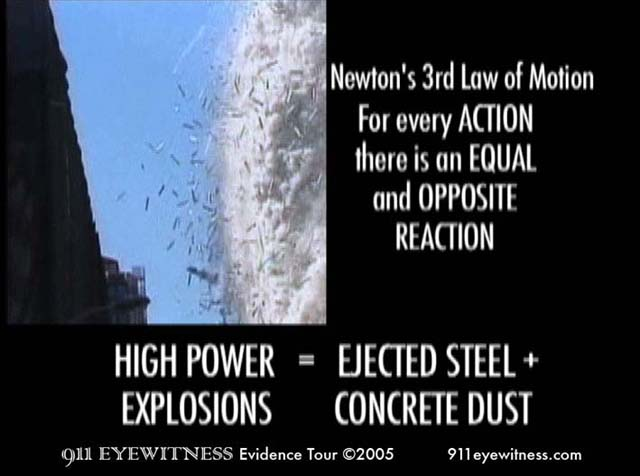 Newton's 3rd Law of Motion
For every ACTION
there is an EQUAL
and OPPOSITE
REACTION
HIGH POWER = EJECTED STEEL +
EXPLOSIONS CONCRETE DUST
911 EYEWITNESS Evidence Tour ©2005 911eyewitness.com